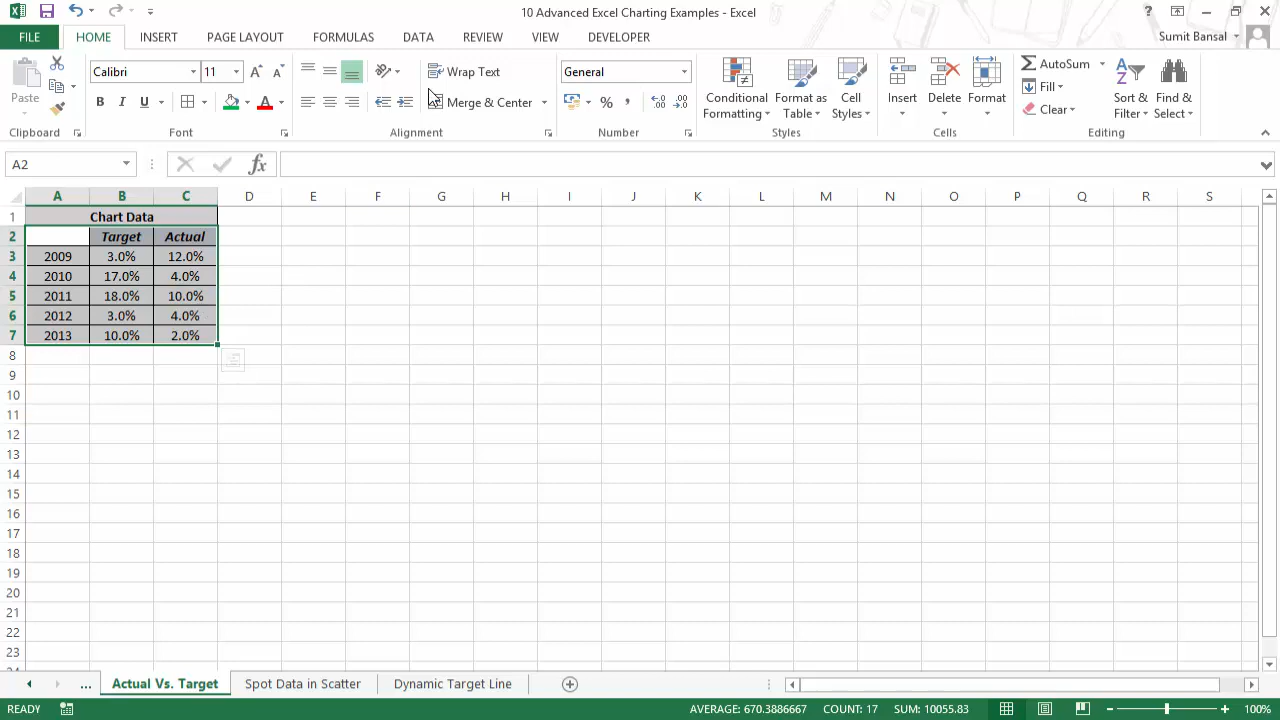 10 Advanced Excel Charting Examples - Excel
FILE HOME INSERT PAGE LAYOUT FORMULAS DATA REVIEW VIEW DEVELOPER Sumit Bansal
Calibri 11 Wrap Text General AutoSum
Paste Merge & Center Conditional Formatting Format as Table Cell Styles Insert Delete Format Fill Clear Sort & Filter Find & Select
Clipboard Font Alignment Number Styles Cells Editing
A2 fx
A B C D E F G H I J K L M N O P Q R S
1 Chart Data
2 Target Actual
3 2009 3.0% 12.0%
4 2010 17.0% 4.0%
5 2011 18.0% 10.0%
6 2012 3.0% 4.0%
7 2013 10.0% 2.0%
8
9
10
11
12
13
14
15
16
17
18
19
20
21
22
23
... Actual Vs. Target Spot Data in Scatter Dynamic Target Line
READY AVERAGE: 670.3886667 COUNT: 17 SUM: 10055.83 100%